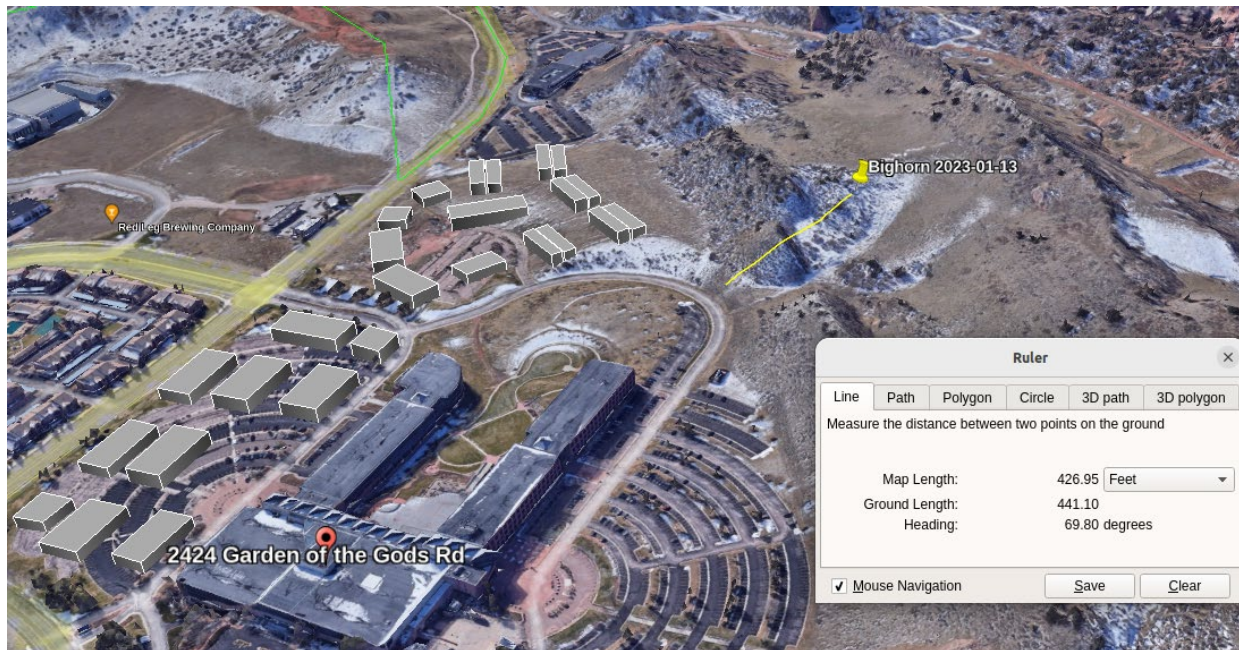 Bighorn 2023-01-13
Red Leg Brewing Company
2424 Garden of the Gods Rd
Ruler
Line Path Polygon Circle 3D path 3D polygon
Measure the distance between two points on the ground
Map Length: 426.95 Feet
Ground Length: 441.10
Heading: 69.80 degrees
Mouse Navigation Save Clear